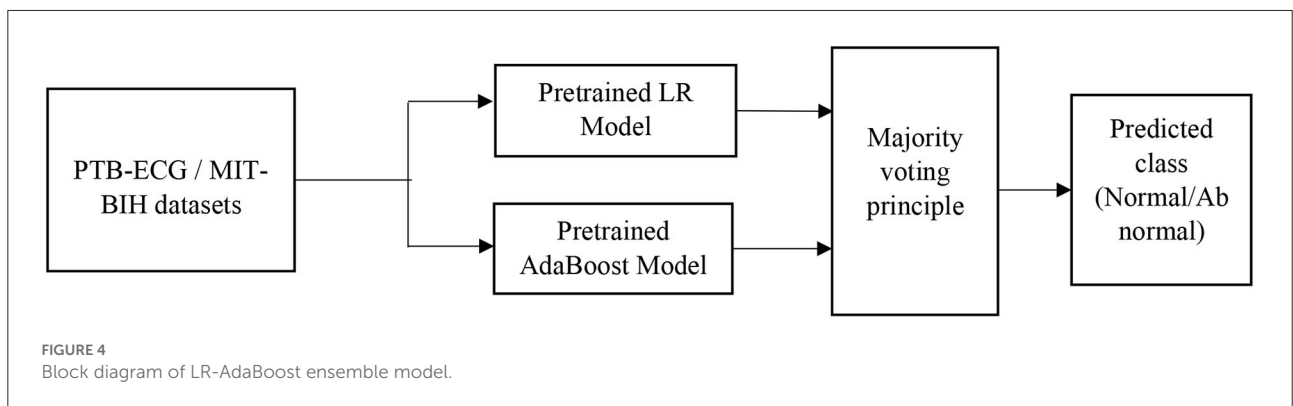 PTB-ECG / MIT-
BIH datasets
Pretrained LR
Model
Pretrained
AdaBoost Model
Majority
voting
principle
Predicted
class
(Normal/Ab
normal)
FIGURE 4
Block diagram of LR-AdaBoost ensemble model.